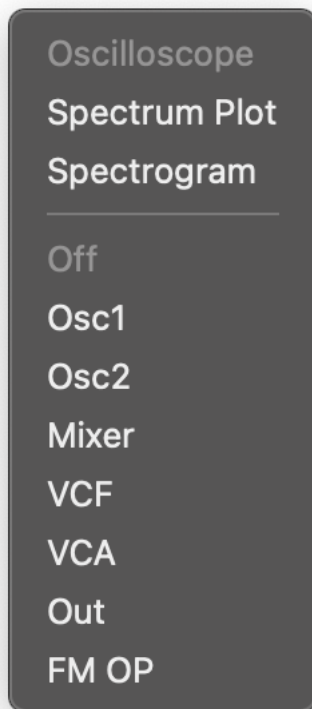 Oscilloscope
Spectrum Plot
Spectrogram
Off
Osc1
Osc2
Mixer
VCF
VCA
Out
FM OP